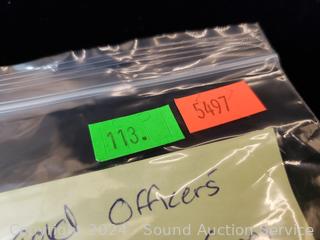 113.
5497
Officers
Copyright 2024 Sound Auction Service